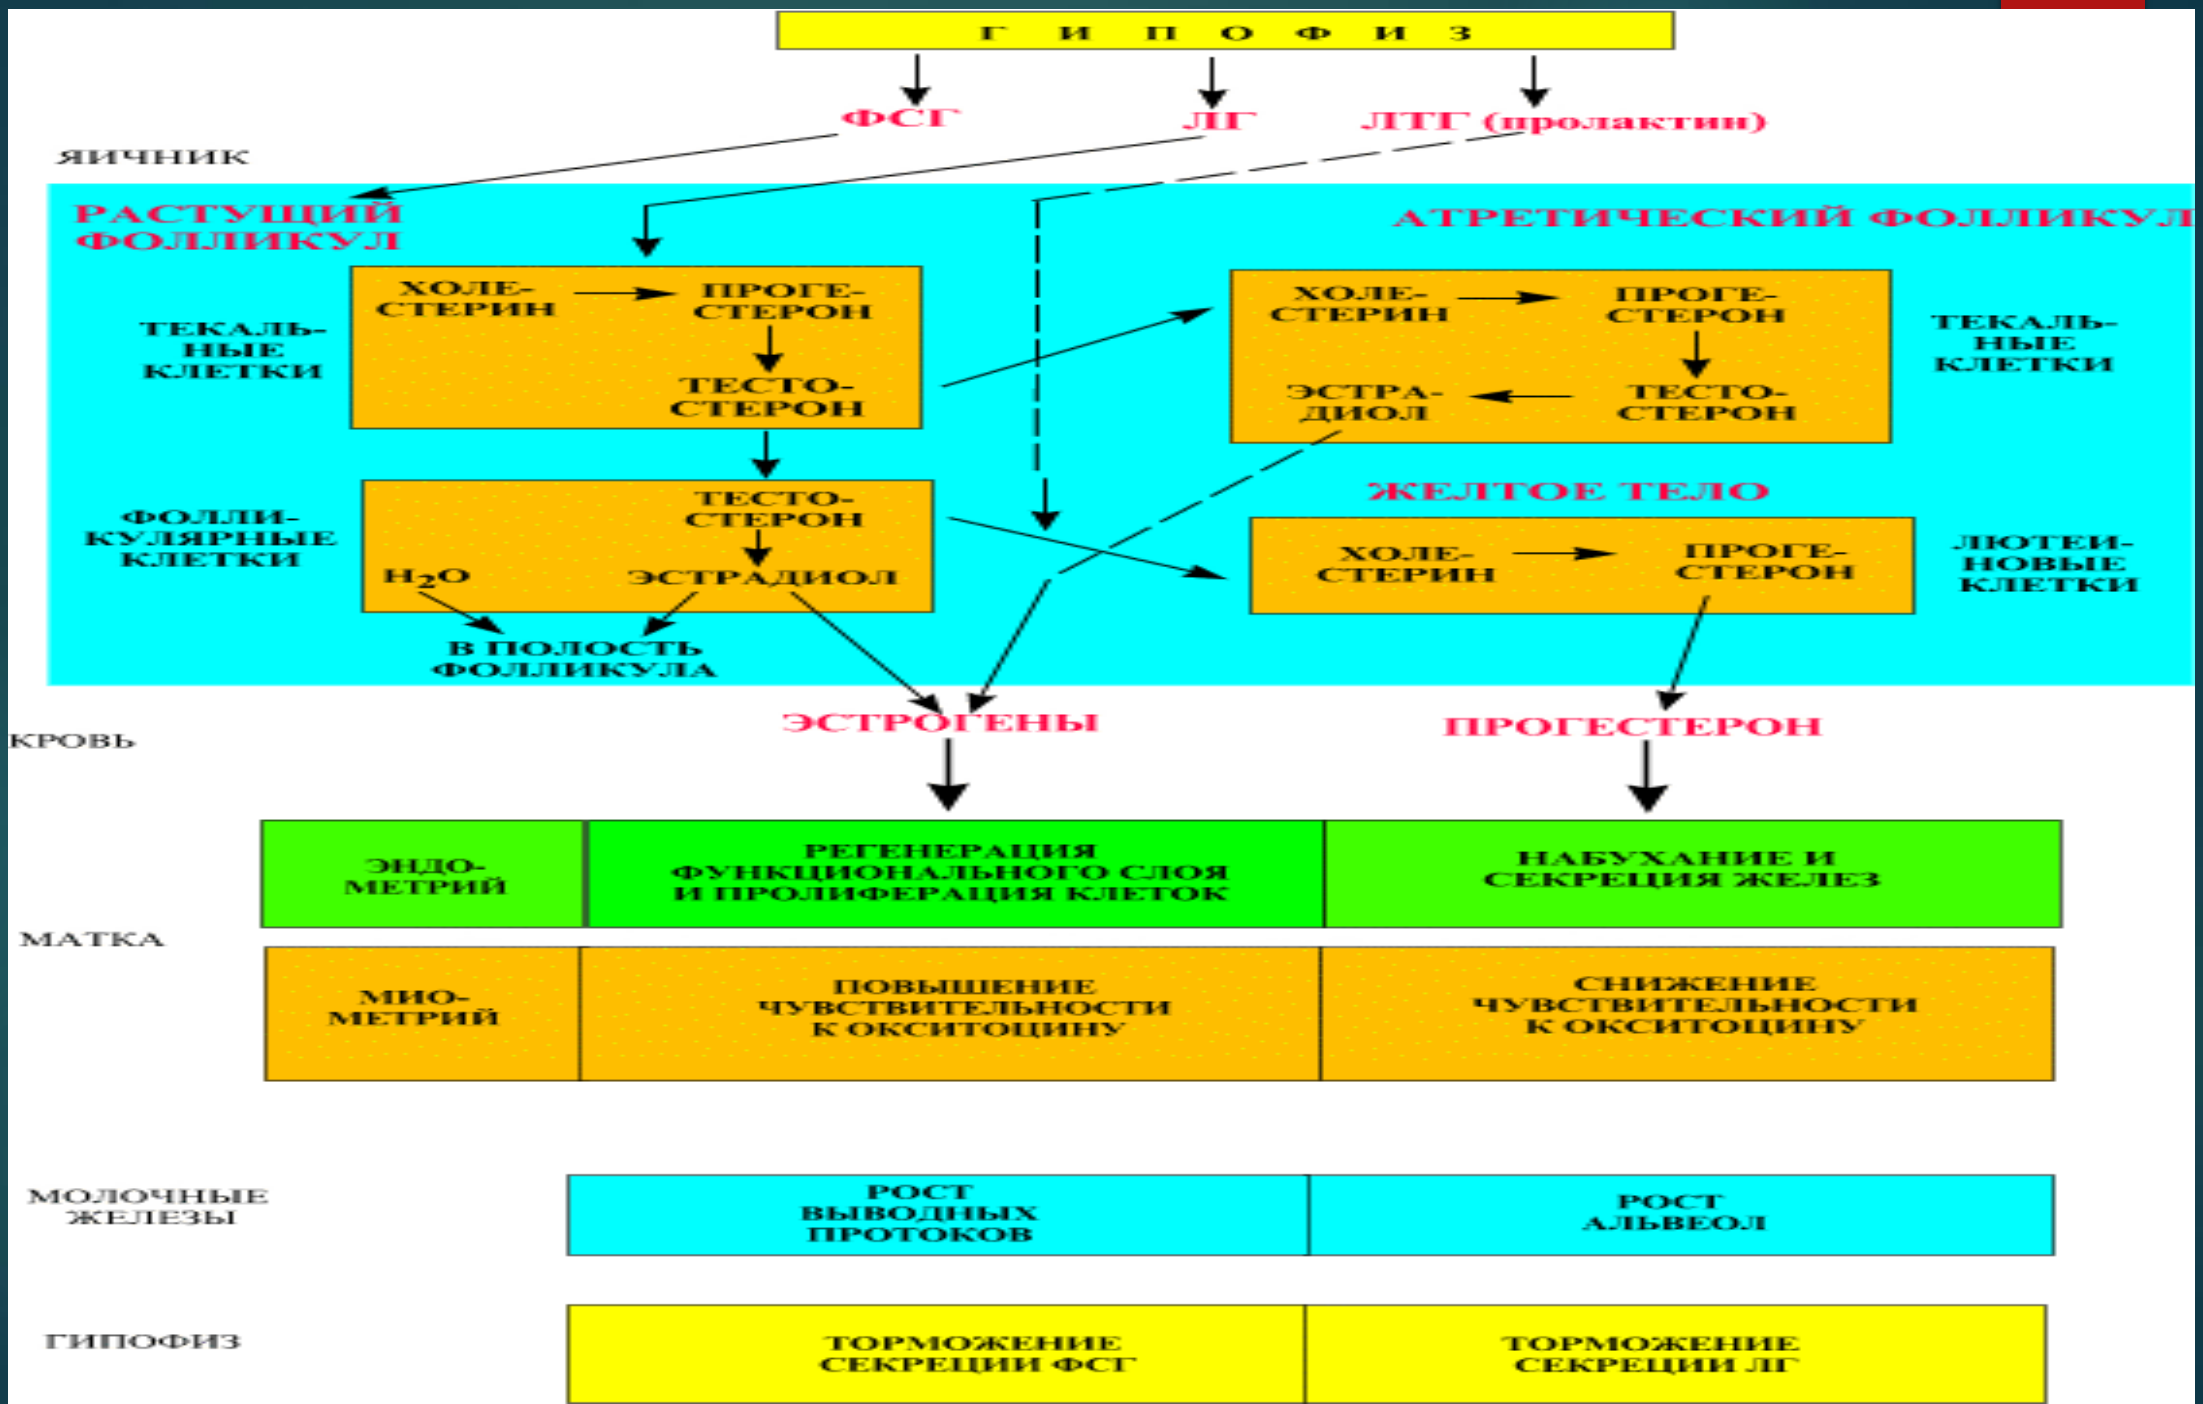 Г И П О Ф И З
ФСГ
ЛГ
ЛТГ (пролактин)
ЯИЧНИК
РАСТУЩИЙ
ФОЛЛИКУЛ
АТРЕТИЧЕСКИЙ ФОЛЛИКУЛ
ТЕКАЛЬ-
НЫЕ
КЛЕТКИ
ХОЛЕ-
СТЕРИН
ПРОГЕ-
СТЕРОН
ТЕСТО-
СТЕРОН
ХОЛЕ-
СТЕРИН
ПРОГЕ-
СТЕРОН
ЭСТРА-
ДИОЛ
ТЕСТО-
СТЕРОН
ТЕКАЛЬ-
НЫЕ
КЛЕТКИ
ФОЛЛИ-
КУЛЯРНЫЕ
КЛЕТКИ
ТЕСТО-
СТЕРОН
H2O
ЭСТРАДИОЛ
В ПОЛОСТЬ
ФОЛЛИКУЛА
ЖЕЛТОЕ ТЕЛО
ХОЛЕ-
СТЕРИН
ПРОГЕ-
СТЕРОН
ЛЮТЕИ-
НОВЫЕ
КЛЕТКИ
КРОВЬ
ЭСТРОГЕНЫ
ПРОГЕСТЕРОН
МАТКА
ЭНДО-
МЕТРИЙ
РЕГЕНЕРАЦИЯ
ФУНКЦИОНАЛЬНОГО СЛОЯ
И ПРОЛИФЕРАЦИЯ КЛЕТОК
НАБУХАНИЕ И
СЕКРЕЦИЯ ЖЕЛЕЗ
МИО-
МЕТРИЙ
ПОВЫШЕНИЕ
ЧУВСТВИТЕЛЬНОСТИ
К ОКСИТОЦИНУ
СНИЖЕНИЕ
ЧУВСТВИТЕЛЬНОСТИ
К ОКСИТОЦИНУ
МОЛОЧНЫЕ
ЖЕЛЕЗЫ
РОСТ
ВЫВОДНЫХ
ПРОТОКОВ
РОСТ
АЛЬВЕОЛ
ГИПОФИЗ
ТОРМОЖЕНИЕ
СЕКРЕЦИИ ФСГ
ТОРМОЖЕНИЕ
СЕКРЕЦИИ ЛГ